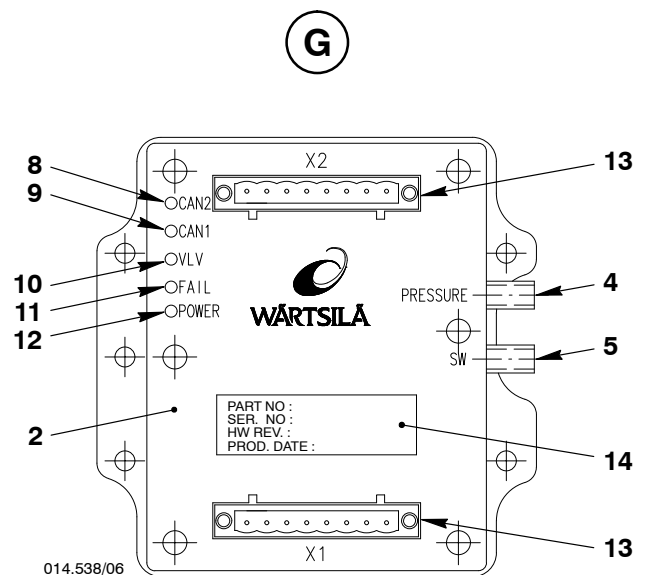 G
X2
8
13
CAN2
9
CAN1
10
VLV
4
11
FAIL
PRESSURE
12
POWER
WÄRTSILÄ
5
SW
2
PART NO :
SER. NO :
HW REV. :
PROD. DATE :
14
13
X1
014.538/06